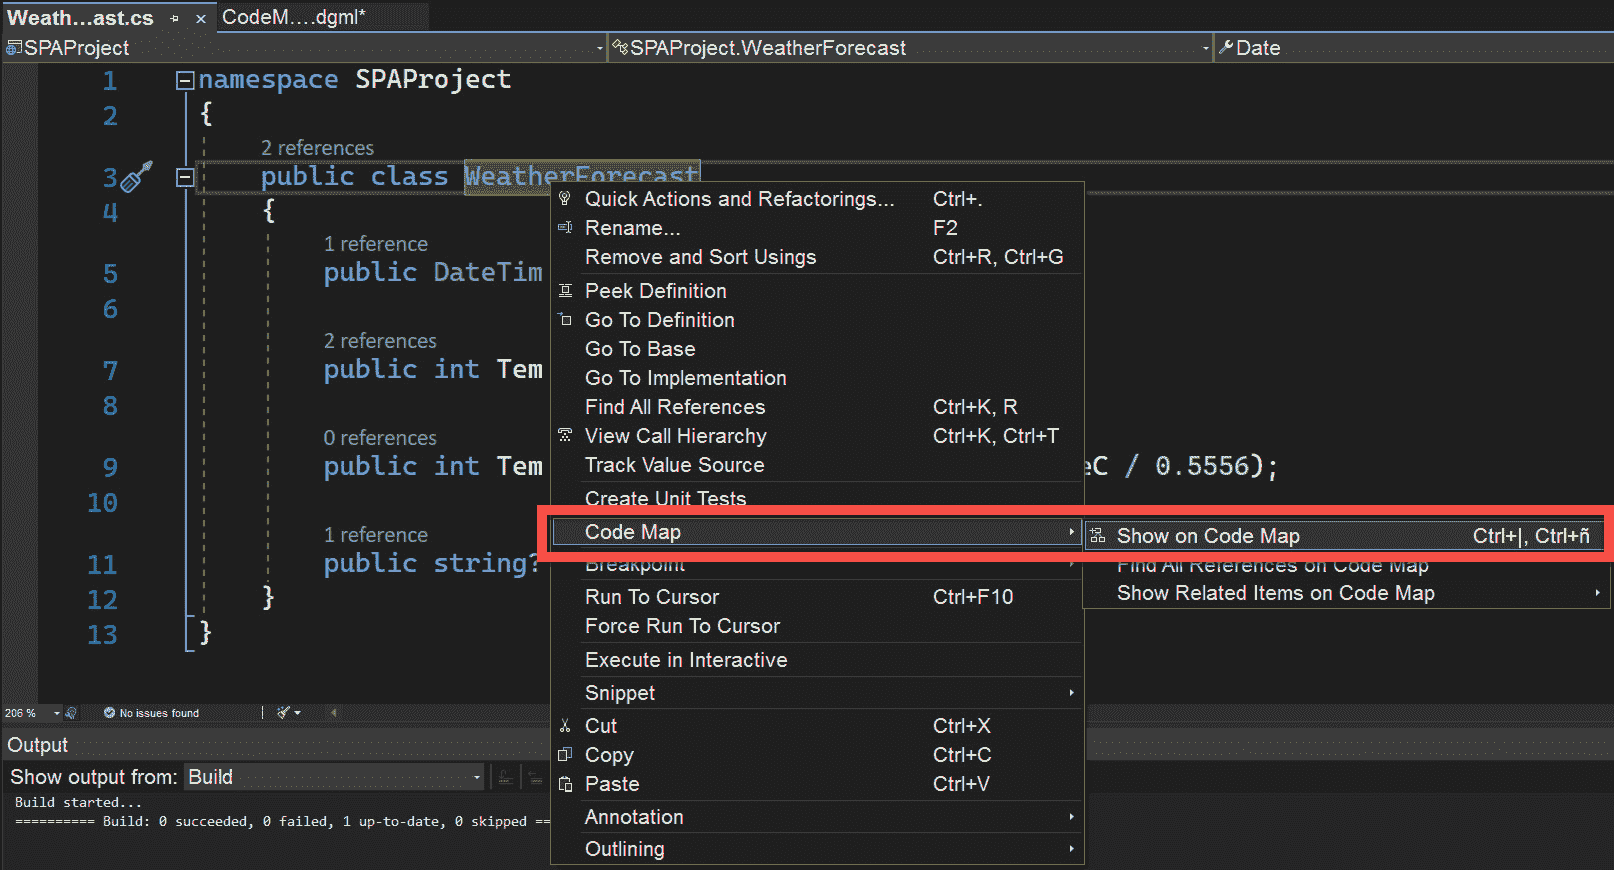 Weath...ast.cs
CodeM....dgml*
SPAProject
SPAProject.WeatherForecast
Date
1 namespace SPAProject
2 {
2 references
3 public class WeatherForecast
4 {
1 reference
5 public DateTim
6
2 references
7 public int Tem
8
0 references
9 public int Tem eC / 0.5556);
10
1 reference
11 public string?
12 }
13 }
Quick Actions and Refactorings... Ctrl+.
Rename... F2
Remove and Sort Usings Ctrl+R, Ctrl+G
Peek Definition
Go To Definition
Go To Base
Go To Implementation
Find All References Ctrl+K, R
View Call Hierarchy Ctrl+K, Ctrl+T
Track Value Source
Create Unit Tests
Code Map
Show on Code Map Ctrl+|, Ctrl+ñ
Find All References on Code Map
Show Related Items on Code Map
Breakpoint
Run To Cursor Ctrl+F10
Force Run To Cursor
Execute in Interactive
Snippet
Cut Ctrl+X
Copy Ctrl+C
Paste Ctrl+V
Annotation
Outlining
206 %
No issues found
Output
Show output from: Build
Build started...
========== Build: 0 succeeded, 0 failed, 1 up-to-date, 0 skipped ==